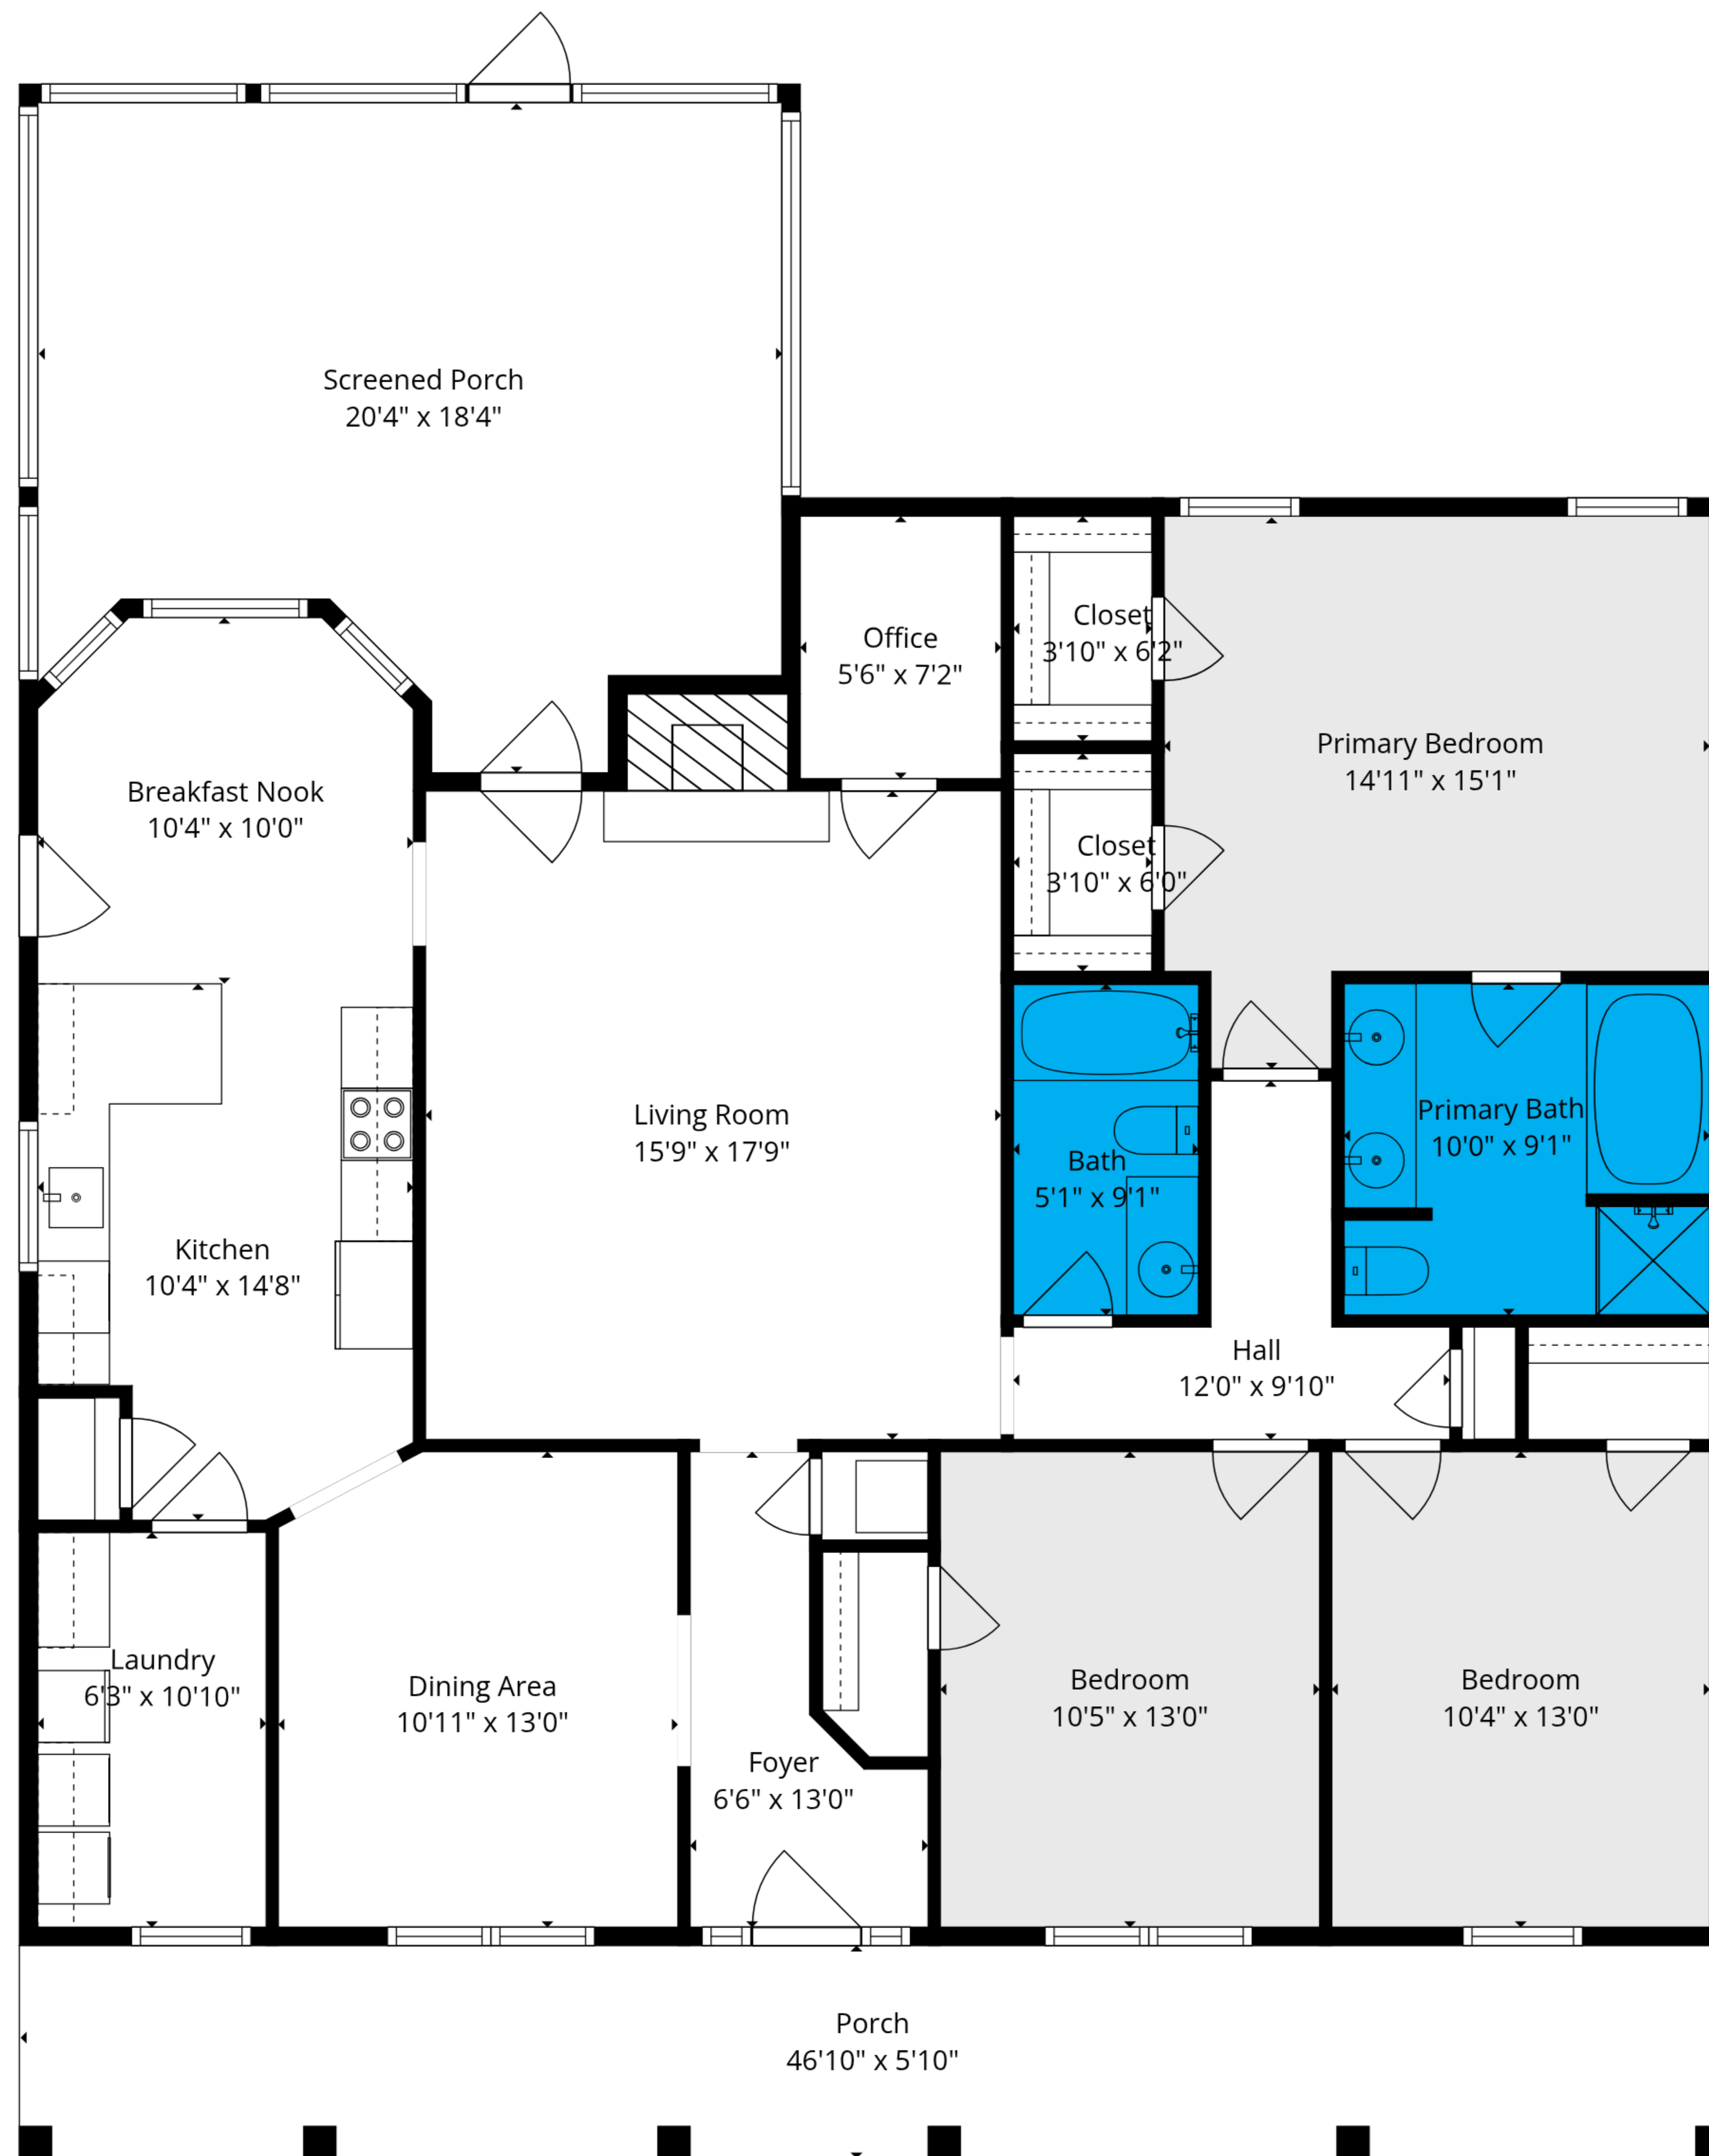 Screened Porch
20'4" x 18'4"
Office
5'6" x 7'2"
Closet
3'10" x 6'2"
Primary Bedroom
14'11" x 15'1"
Breakfast Nook
10'4" x 10'0"
Closet
3'10" x 6'0"
Living Room
15'9" x 17'9"
Primary Bath
10'0" x 9'1"
Bath
5'1" x 9'1"
Kitchen
10'4" x 14'8"
Hall
12'0" x 9'10"
Laundry
6'3" x 10'10"
Dining Area
10'11" x 13'0"
Foyer
6'6" x 13'0"
Bedroom
10'5" x 13'0"
Bedroom
10'4" x 13'0"
Porch
46'10" x 5'10"